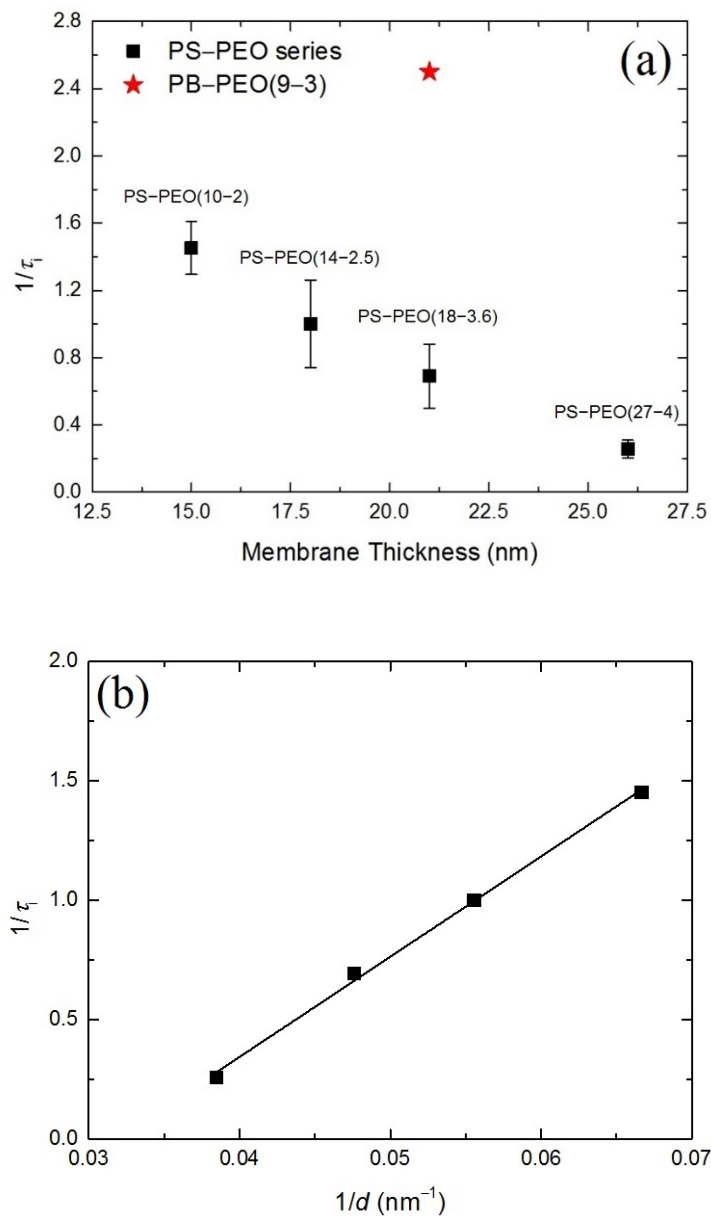 2.8
PS–PEO series
(a)
PB–PEO(9–3)
2.4
2.0
PS–PEO(10–2)
1.6
PS–PEO(14–2.5)
1/τi
1.2
PS–PEO(18–3.6)
0.8
PS–PEO(27–4)
0.4
0.0
12.5 15.0 17.5 20.0 22.5 25.0 27.5
Membrane Thickness (nm)
2.0
(b)
1.5
1/τi
1.0
0.5
0.0
0.03 0.04 0.05 0.06 0.07
1/d (nm⁻¹)